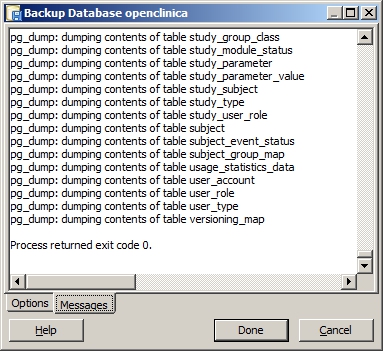 Backup Database openclinica
pg_dump: dumping contents of table study_group_class
pg_dump: dumping contents of table study_module_status
pg_dump: dumping contents of table study_parameter
pg_dump: dumping contents of table study_parameter_value
pg_dump: dumping contents of table study_subject
pg_dump: dumping contents of table study_type
pg_dump: dumping contents of table study_user_role
pg_dump: dumping contents of table subject
pg_dump: dumping contents of table subject_event_status
pg_dump: dumping contents of table subject_group_map
pg_dump: dumping contents of table usage_statistics_data
pg_dump: dumping contents of table user_account
pg_dump: dumping contents of table user_role
pg_dump: dumping contents of table user_type
pg_dump: dumping contents of table versioning_map
Process returned exit code 0.
Options Messages
Help Done Cancel